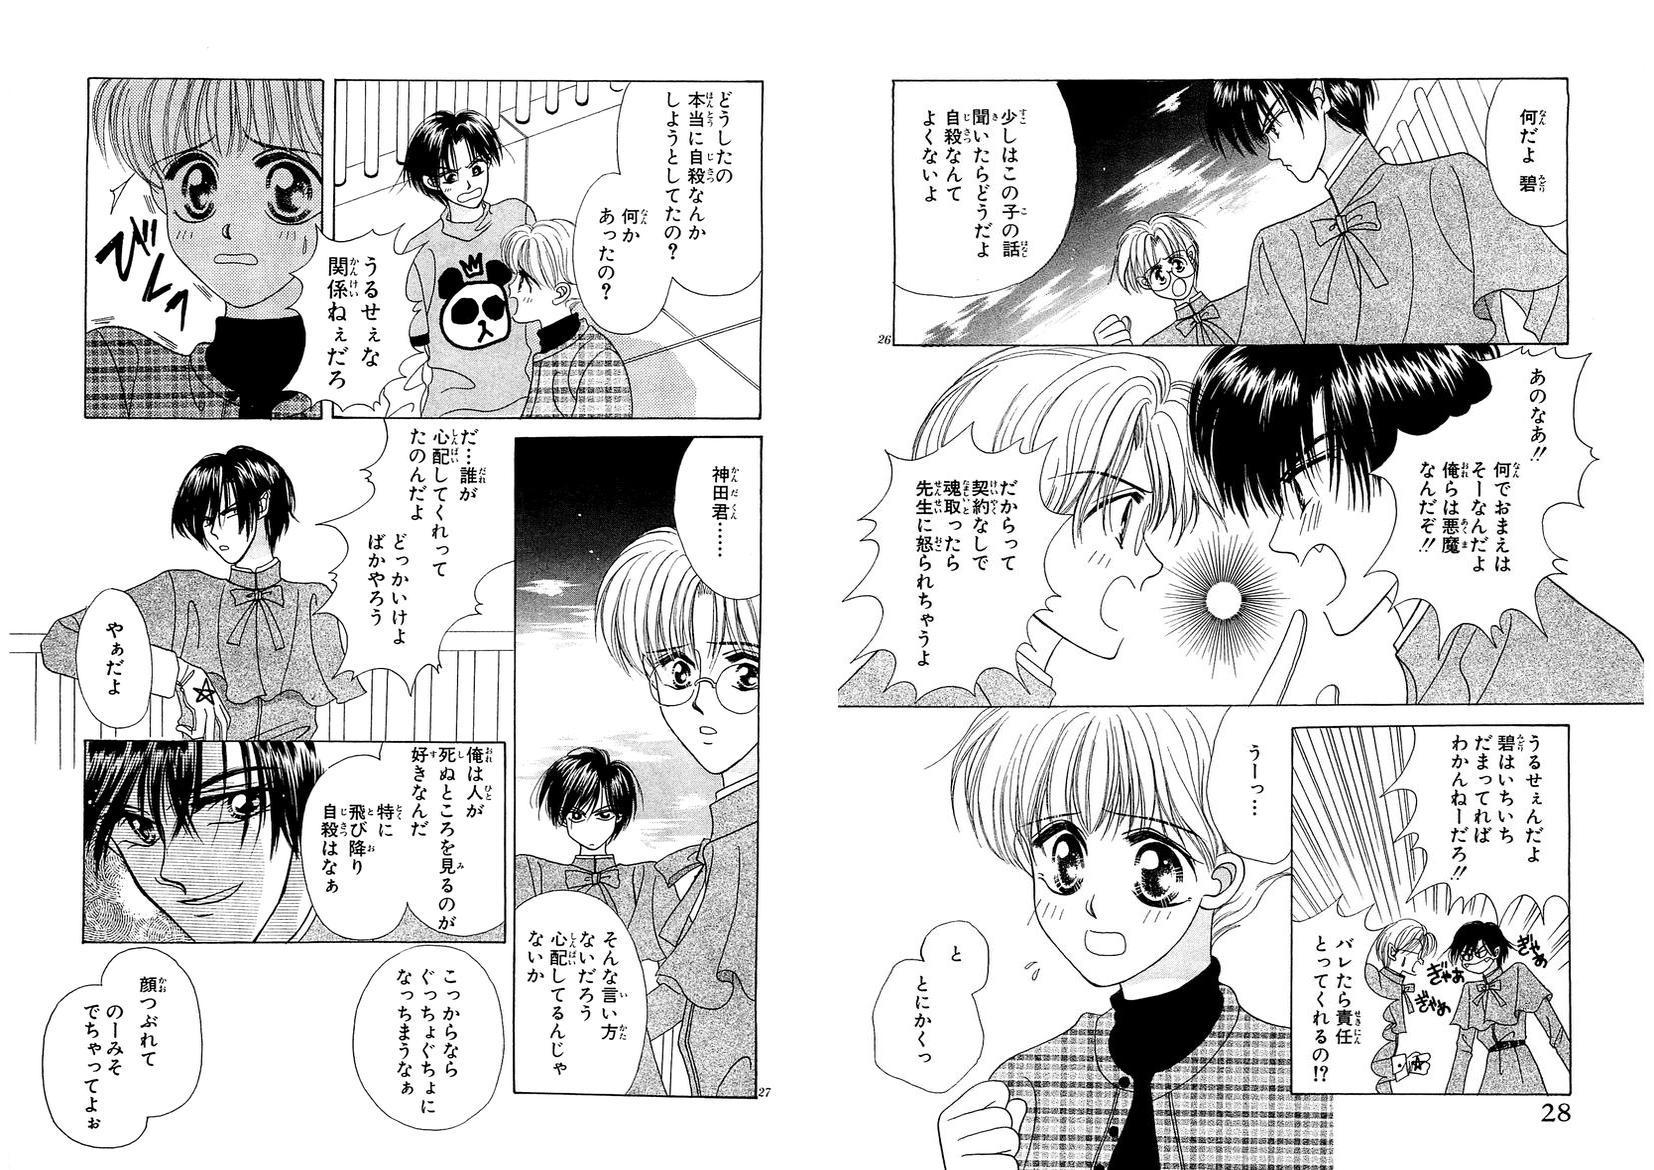 何だよ 碧
少しはこの子の話
聞いたらどうだよ
自殺なんて
よくないよ
26
あのなあ!!
何でおまえは
そーなんだよ
俺らは悪魔
なんだぞ!!
だからって
契約なしで
魂取ったら
先生に怒られちゃうよ
うるせぇんだよ
碧はいちいち
だまってれば
わかんねーだろ!!
バレたら責任
とってくれるの!?
ぎゃあ
ぎゃあ
ぎゃあ
うーっ…
と
とにかくっ
28
どうしたの
本当に自殺なんか
しようとしてたの?
何か
あったの?
うるせぇな
関係ねぇだろ
びくっ
神田君……
そんな言い方
ないだろう
心配してるんじゃ
ないか
27
だ…誰が
心配してくれって
たのんだよ
どっかいけよ
ばかやろう
やぁだよ
俺は人が
死ぬところを見るのが
好きなんだ
特に
飛び降り
自殺はなぁ
こっからなら
ぐっちょぐちょに
なっちまうなぁ
顔つぶれて
のーみそ
でちゃってよぉ